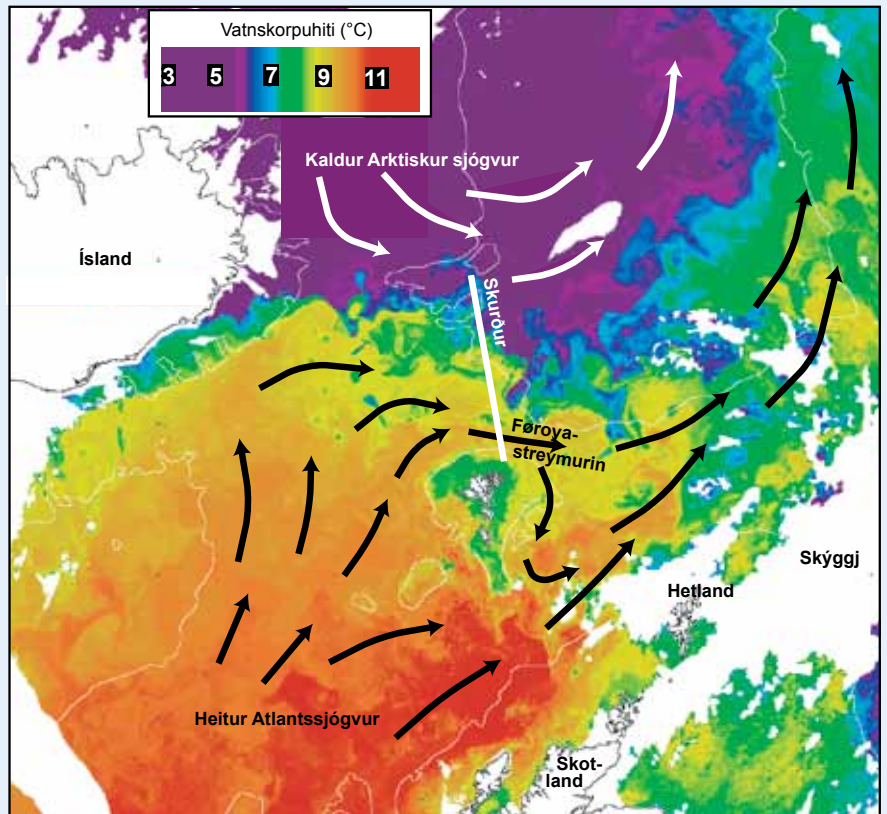 Vatnskorpuhiti (°C)
3 5 7 9 11
Kaldur Arktiskur sjógvur
Ísland
Skurður
Føroya-
streymurin
Skýggj
Hetland
Heitur Atlantssjógvur
Skot-
land